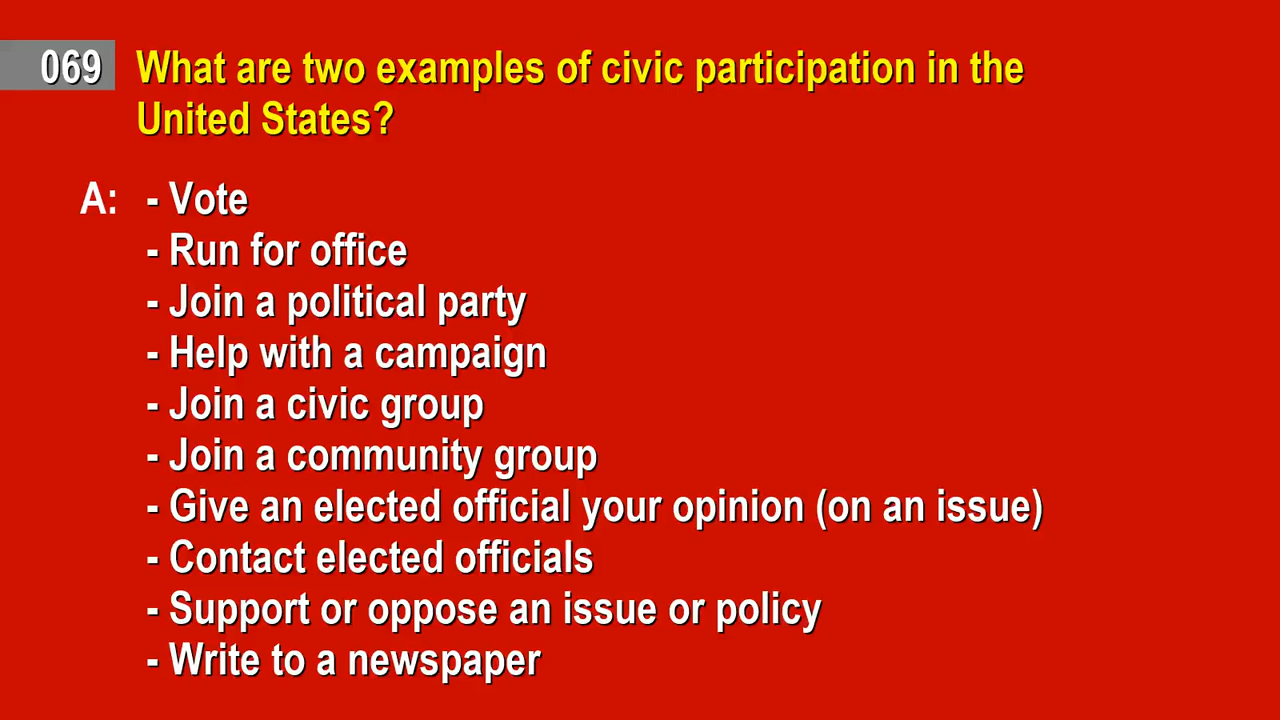 069 What are two examples of civic participation in the
United States?
A: - Vote
- Run for office
- Join a political party
- Help with a campaign
- Join a civic group
- Join a community group
- Give an elected official your opinion (on an issue)
- Contact elected officials
- Support or oppose an issue or policy
- Write to a newspaper